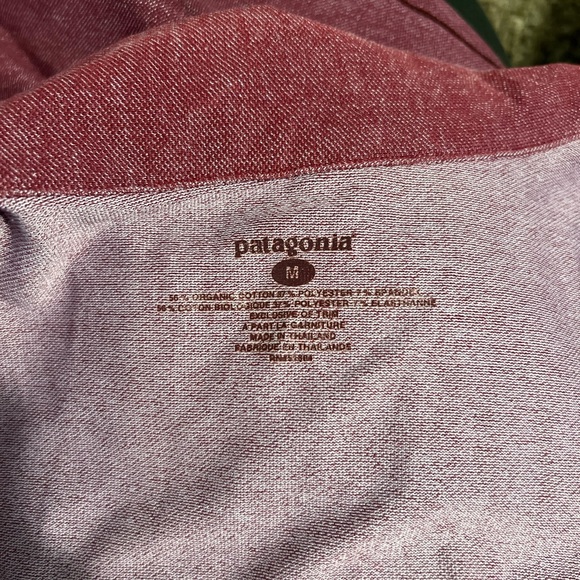 patagonia®
M
56% ORGANIC COTTON 37% POLYESTER 7% SPANDEX
56% COTON BIOLOGIQUE 37% POLYESTER 7% ELASTHANNE
EXCLUSIVE OF TRIM
A PART LA GARNITURE
MADE IN THAILAND
FABRIQUE EN THAILANDE